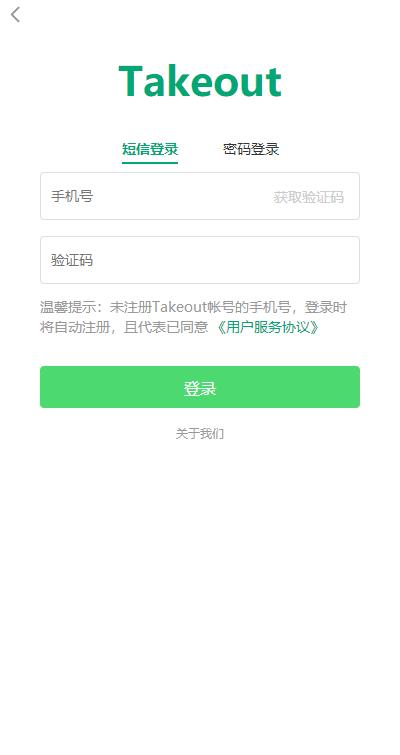 Takeout
短信登录 密码登录
手机号 获取验证码
验证码
温馨提示：未注册Takeout帐号的手机号，登录时
将自动注册，且代表已同意 《用户服务协议》
登录
关于我们